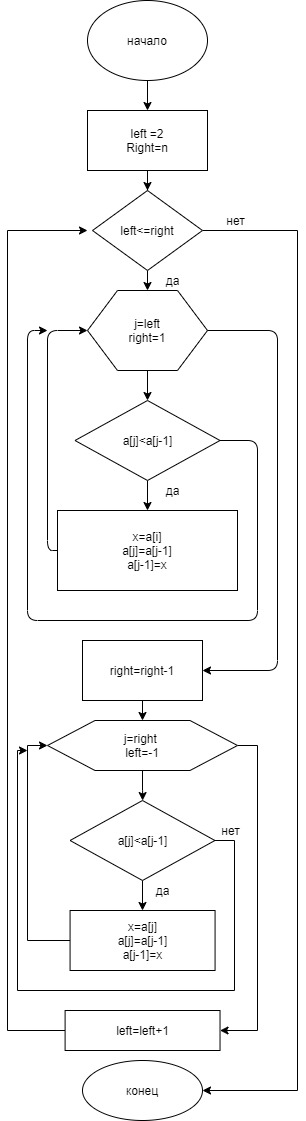 начало
left =2
Right=n
left<=right
нет
да
j=left
right=1
a[j]<a[j-1]
да
x=a[i]
a[j]=a[j-1]
a[j-1]=x
right=right-1
j=right
left=-1
a[j]<a[j-1]
нет
да
x=a[j]
a[j]=a[j-1]
a[j-1]=x
left=left+1
конец